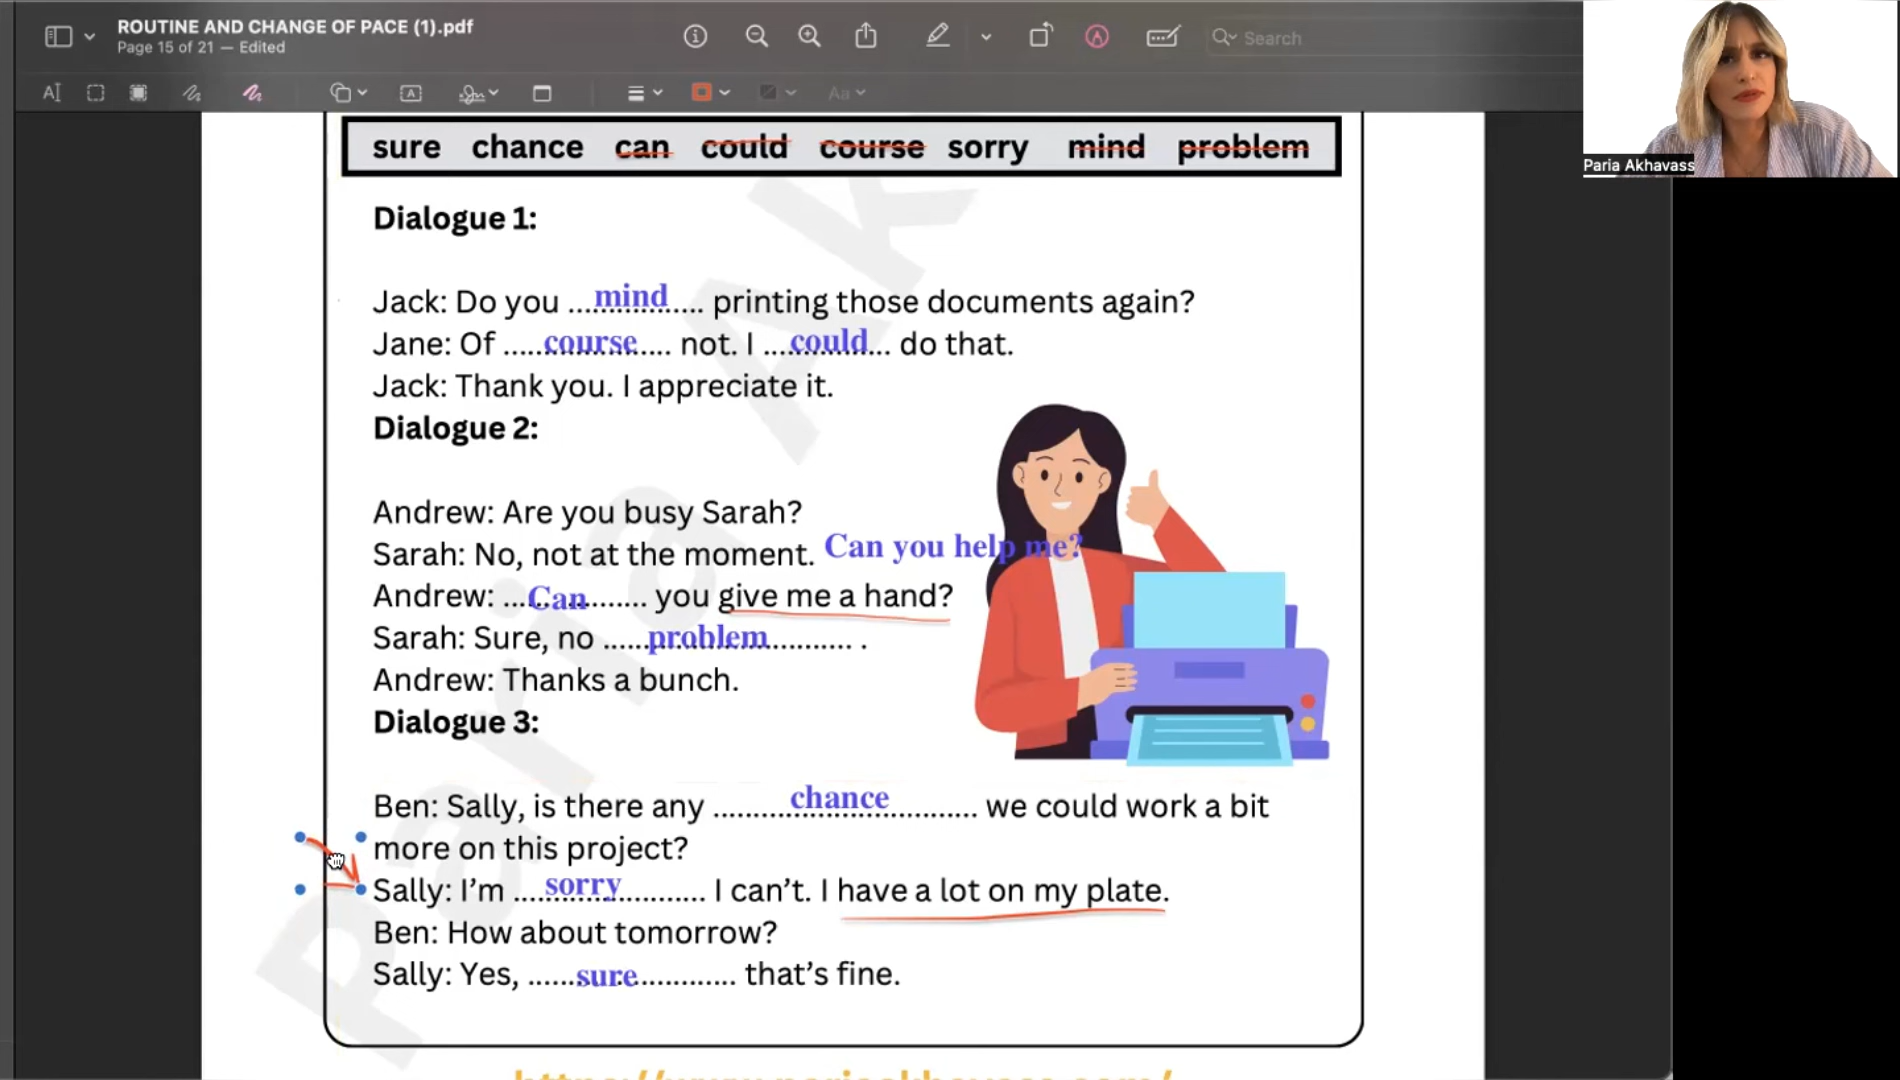 ROUTINE AND CHANGE OF PACE (1).pdf
Page 15 of 21 — Edited
Search
Aa
Paria Akhavass
sure chance can could course sorry mind problem
Dialogue 1:
Jack: Do you ...mind... printing those documents again?
Jane: Of ...course... not. I ...could... do that.
Jack: Thank you. I appreciate it.
Dialogue 2:
Andrew: Are you busy Sarah?
Sarah: No, not at the moment. Can you help me?
Andrew: ...Can... you give me a hand?
Sarah: Sure, no ...problem... .
Andrew: Thanks a bunch.
Dialogue 3:
Ben: Sally, is there any ...chance... we could work a bit
more on this project?
Sally: I'm ...sorry... I can't. I have a lot on my plate.
Ben: How about tomorrow?
Sally: Yes, ...sure... that's fine.
Paria Ak